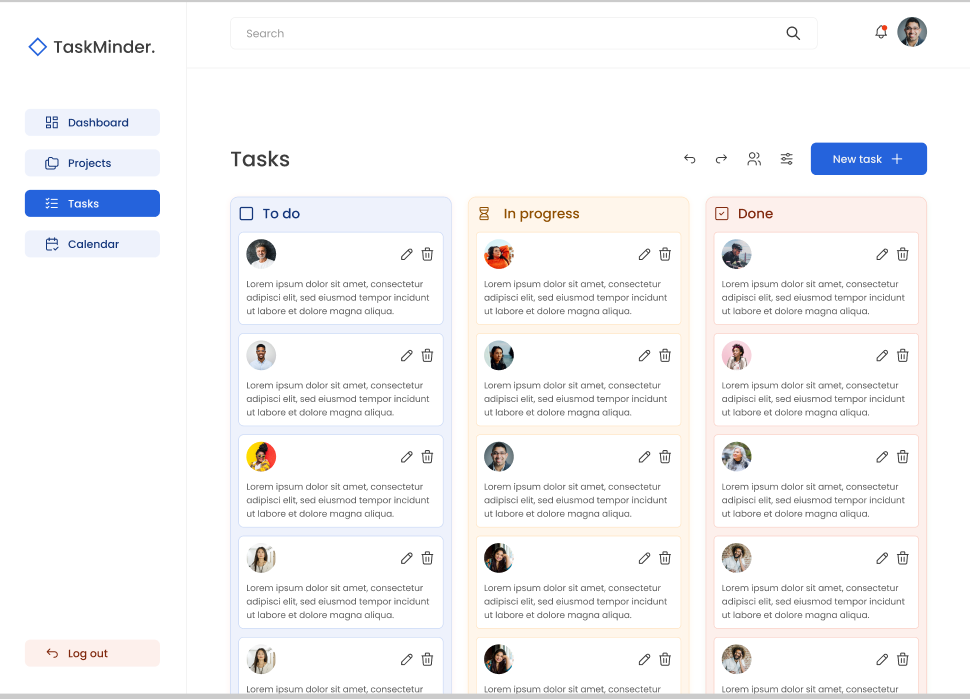 TaskMinder.
Search
Dashboard
Projects
Tasks
Calendar
Log out
Tasks
New task
To do
Lorem ipsum dolor sit amet, consectetur
adipisci elit, sed eiusmod tempor incidunt
ut labore et dolore magna aliqua.
Lorem ipsum dolor sit amet, consectetur
adipisci elit, sed eiusmod tempor incidunt
ut labore et dolore magna aliqua.
Lorem ipsum dolor sit amet, consectetur
adipisci elit, sed eiusmod tempor incidunt
ut labore et dolore magna aliqua.
Lorem ipsum dolor sit amet, consectetur
adipisci elit, sed eiusmod tempor incidunt
ut labore et dolore magna aliqua.
Lorem ipsum dolor sit amet, consectetur
In progress
Lorem ipsum dolor sit amet, consectetur
adipisci elit, sed eiusmod tempor incidunt
ut labore et dolore magna aliqua.
Lorem ipsum dolor sit amet, consectetur
adipisci elit, sed eiusmod tempor incidunt
ut labore et dolore magna aliqua.
Lorem ipsum dolor sit amet, consectetur
adipisci elit, sed eiusmod tempor incidunt
ut labore et dolore magna aliqua.
Lorem ipsum dolor sit amet, consectetur
adipisci elit, sed eiusmod tempor incidunt
ut labore et dolore magna aliqua.
Lorem ipsum dolor sit amet, consectetur
Done
Lorem ipsum dolor sit amet, consectetur
adipisci elit, sed eiusmod tempor incidunt
ut labore et dolore magna aliqua.
Lorem ipsum dolor sit amet, consectetur
adipisci elit, sed eiusmod tempor incidunt
ut labore et dolore magna aliqua.
Lorem ipsum dolor sit amet, consectetur
adipisci elit, sed eiusmod tempor incidunt
ut labore et dolore magna aliqua.
Lorem ipsum dolor sit amet, consectetur
adipisci elit, sed eiusmod tempor incidunt
ut labore et dolore magna aliqua.
Lorem ipsum dolor sit amet, consectetur